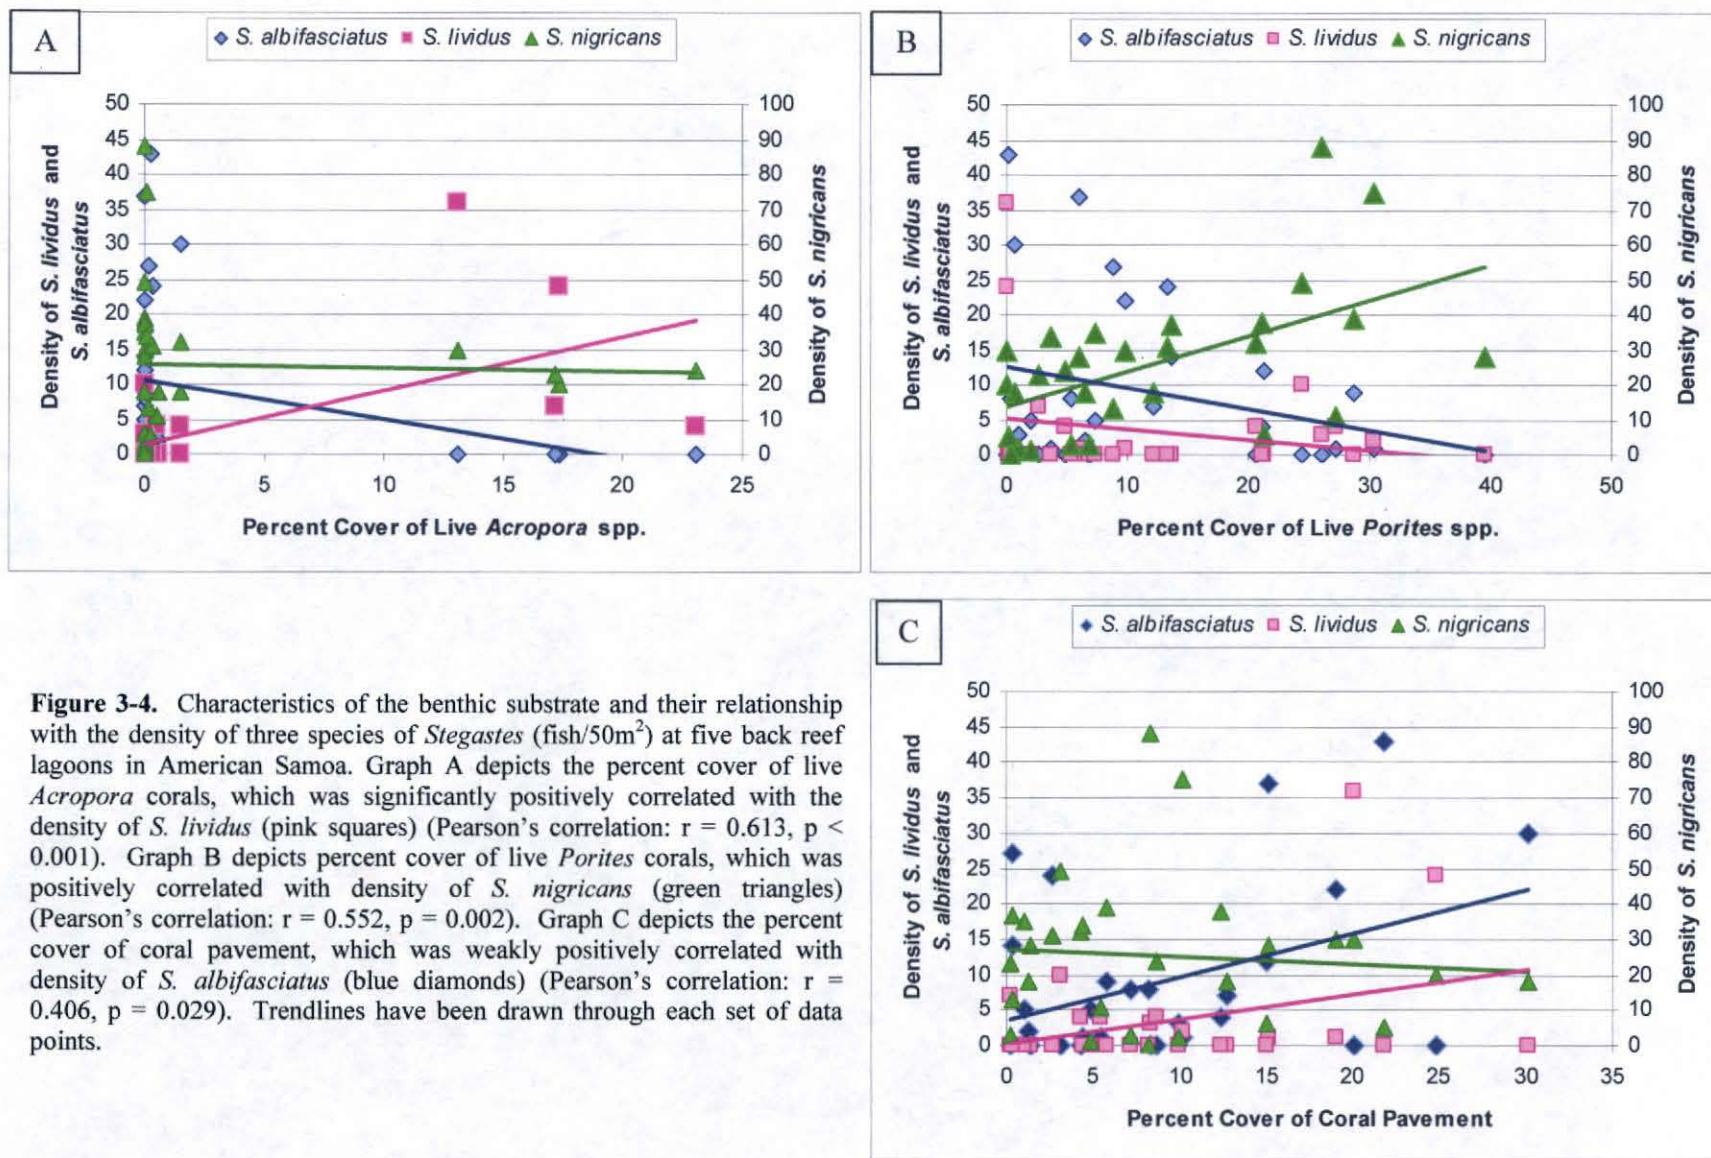 A
S. albifasciatus S. lividus S. nigricans
50
45
40
35
30
25
20
15
10
5
0
100
90
80
70
60
50
40
30
20
10
0
0 5 10 15 20 25
Density of S. lividus and
S. albifasciatus
Density of S. nigricans
Percent Cover of Live Acropora spp.
B
S. albifasciatus S. lividus S. nigricans
50
45
40
35
30
25
20
15
10
5
0
100
90
80
70
60
50
40
30
20
10
0
0 10 20 30 40 50
Density of S. lividus and
S. albifasciatus
Density of S. nigricans
Percent Cover of Live Porites spp.
Figure 3-4. Characteristics of the benthic substrate and their relationship
with the density of three species of Stegastes (fish/50m²) at five back reef
lagoons in American Samoa. Graph A depicts the percent cover of live
Acropora corals, which was significantly positively correlated with the
density of S. lividus (pink squares) (Pearson's correlation: r = 0.613, p <
0.001). Graph B depicts percent cover of live Porites corals, which was
positively correlated with density of S. nigricans (green triangles)
(Pearson's correlation: r = 0.552, p = 0.002). Graph C depicts the percent
cover of coral pavement, which was weakly positively correlated with
density of S. albifasciatus (blue diamonds) (Pearson's correlation: r =
0.406, p = 0.029). Trendlines have been drawn through each set of data
points.
C
S. albifasciatus S. lividus S. nigricans
50
45
40
35
30
25
20
15
10
5
0
100
90
80
70
60
50
40
30
20
10
0
0 5 10 15 20 25 30 35
Density of S. lividus and
S. albifasciatus
Density of S. nigricans
Percent Cover of Coral Pavement